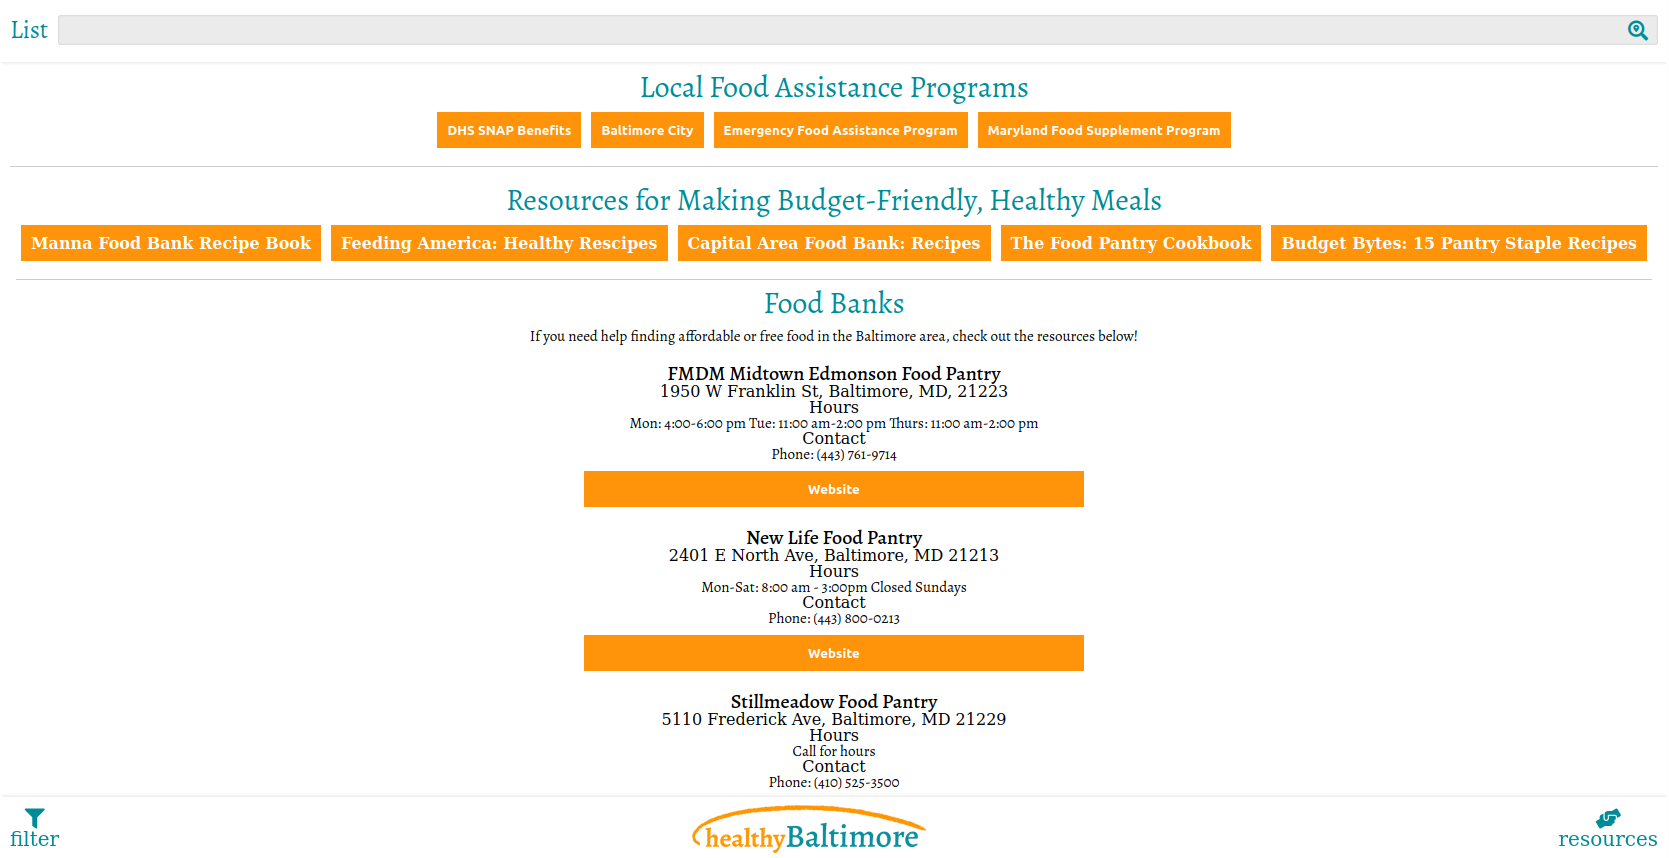 List
Local Food Assistance Programs
DHS SNAP Benefits Baltimore City Emergency Food Assistance Program Maryland Food Supplement Program
Resources for Making Budget-Friendly, Healthy Meals
Manna Food Bank Recipe Book Feeding America: Healthy Rescipes Capital Area Food Bank: Recipes The Food Pantry Cookbook Budget Bytes: 15 Pantry Staple Recipes
Food Banks
If you need help finding affordable or free food in the Baltimore area, check out the resources below!
FMDM Midtown Edmonson Food Pantry
1950 W Franklin St, Baltimore, MD, 21223
Hours
Mon: 4:00-6:00 pm Tue: 11:00 am-2:00 pm Thurs: 11:00 am-2:00 pm
Contact
Phone: (443) 761-9714
Website
New Life Food Pantry
2401 E North Ave, Baltimore, MD 21213
Hours
Mon-Sat: 8:00 am - 3:00pm Closed Sundays
Contact
Phone: (443) 800-0213
Website
Stillmeadow Food Pantry
5110 Frederick Ave, Baltimore, MD 21229
Hours
Call for hours
Contact
Phone: (410) 525-3500
filter healthyBaltimore resources